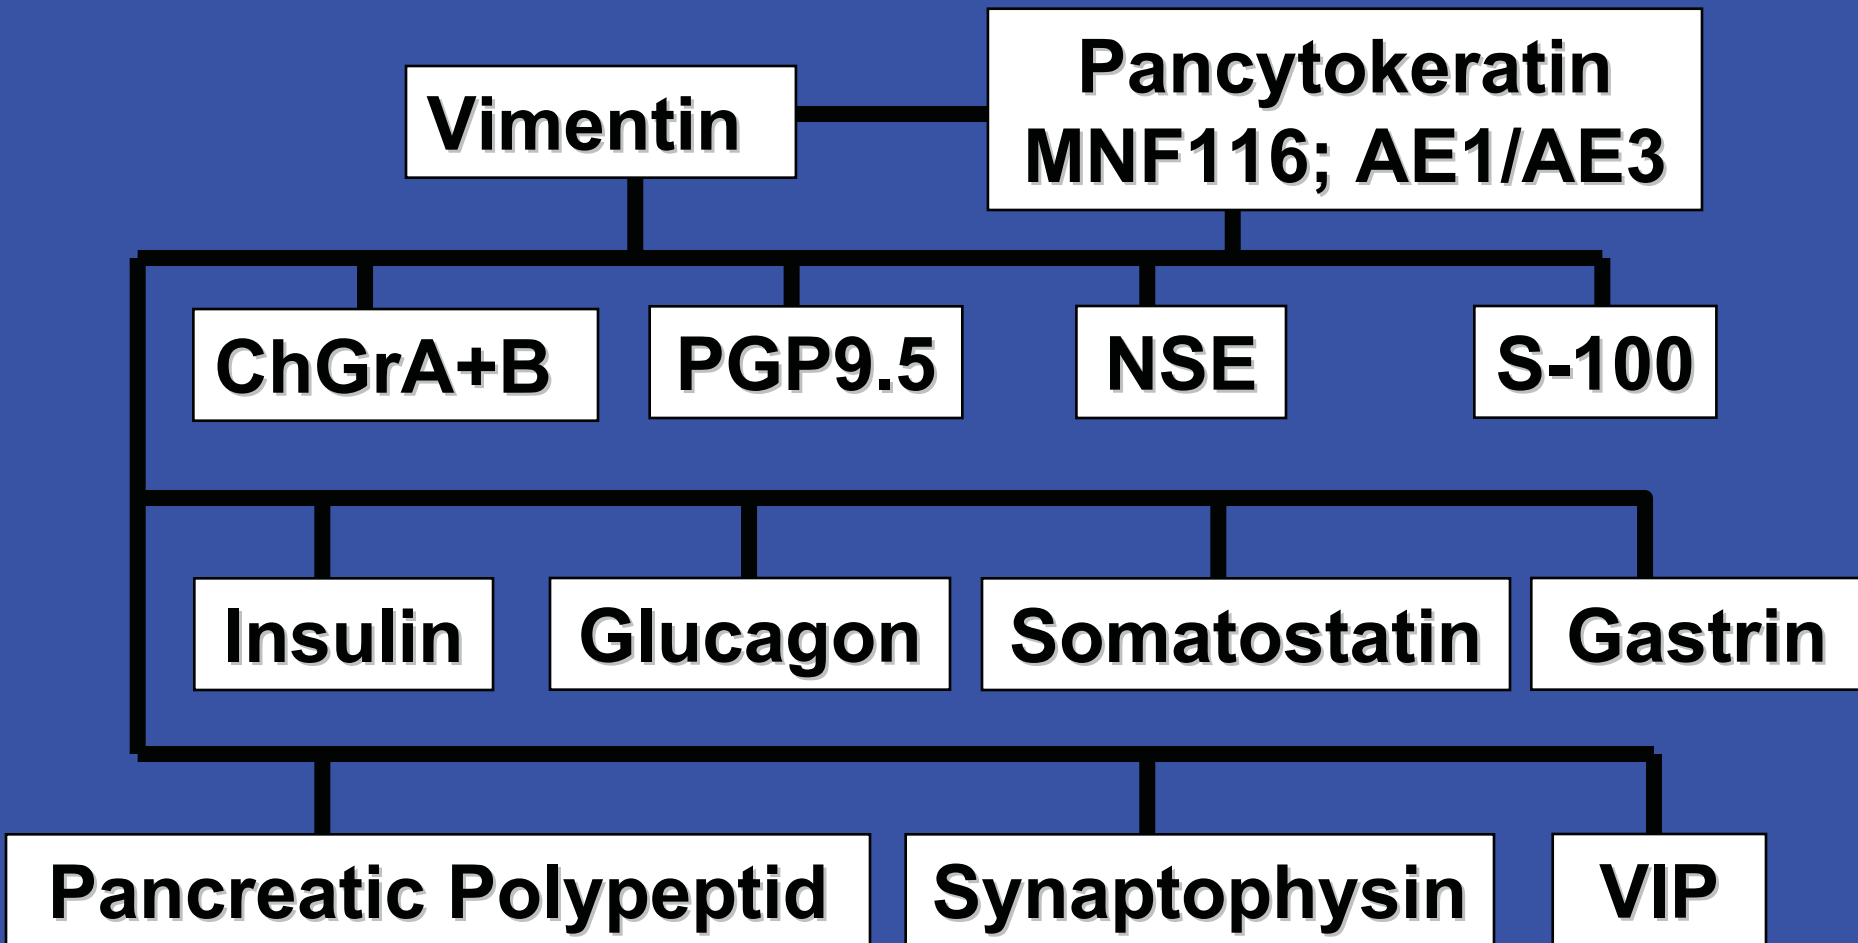 Vimentin
Pancytokeratin
MNF116; AE1/AE3
ChGrA+B
PGP9.5
NSE
S-100
Insulin
Glucagon
Somatostatin
Gastrin
Pancreatic Polypeptid
Synaptophysin
VIP